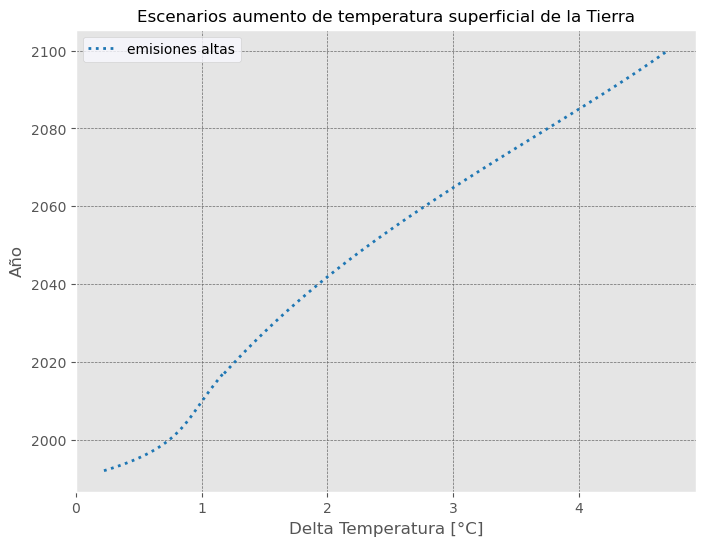 Escenarios aumento de temperatura superficial de la Tierra
emisiones altas
2100
2080
2060
2040
2020
2000
Año
0 1 2 3 4
Delta Temperatura [°C]